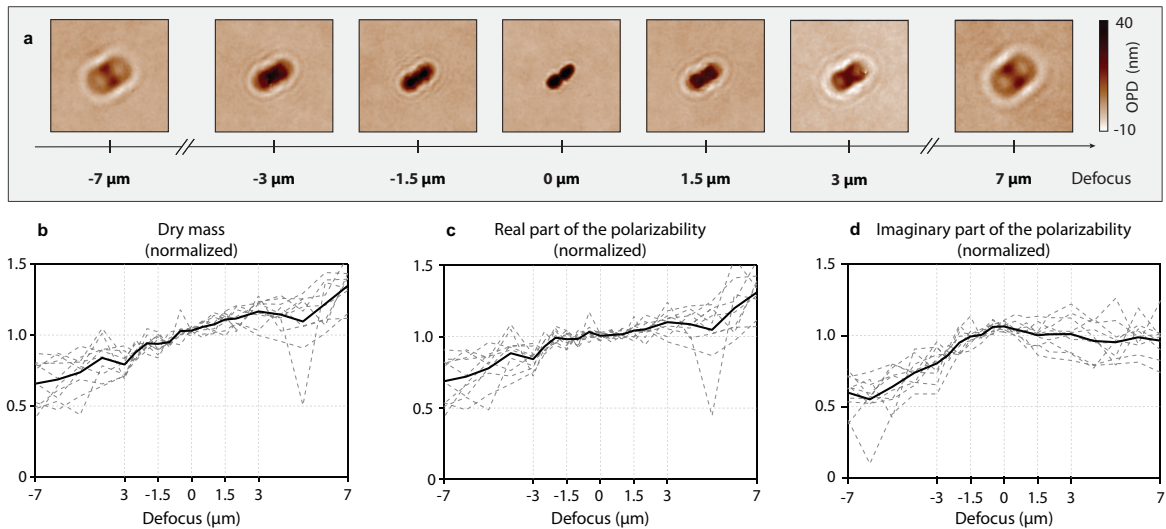 a
40
OPD (nm)
-10
-7 µm
-3 µm
-1.5 µm
0 µm
1.5 µm
3 µm
7 µm
Defocus
b
Dry mass
(normalized)
1.5
1.0
0.5
0
-7
3
-1.5
0
1.5
3
7
Defocus (µm)
c
Real part of the polarizability
(normalized)
1.5
1.0
0.5
0
-7
-3
-1.5
0
1.5
3
7
Defocus (µm)
d
Imaginary part of the polarizability
(normalized)
1.5
1.0
0.5
0
-7
-3
-1.5
0
1.5
3
7
Defocus (µm)